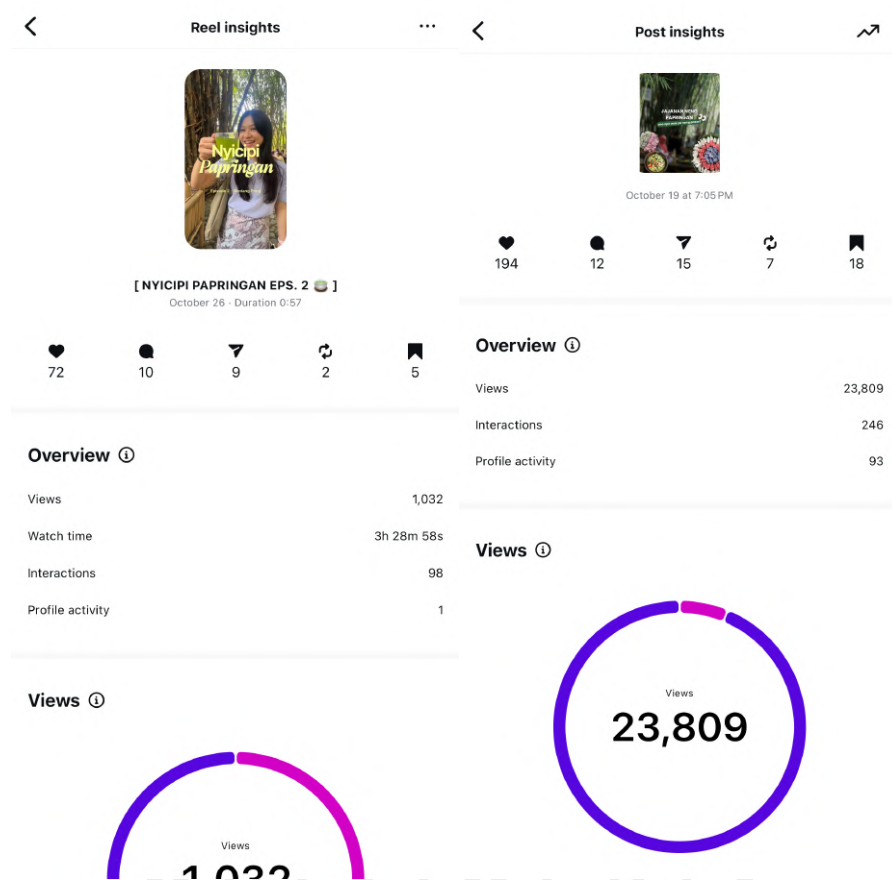 Reel insights
Nyicipi
Papringan
[ NYICIPI PAPRINGAN EPS. 2 🍵 ]
October 26 · Duration 0:57
72
10
9
2
5
Overview
Views 1,032
Watch time 3h 28m 58s
Interactions 98
Profile activity 1
Views
Views
1,032
Post insights
PAPRINGAN
October 19 at 7:05 PM
194
12
15
7
18
Overview
Views 23,809
Interactions 246
Profile activity 93
Views
Views
23,809